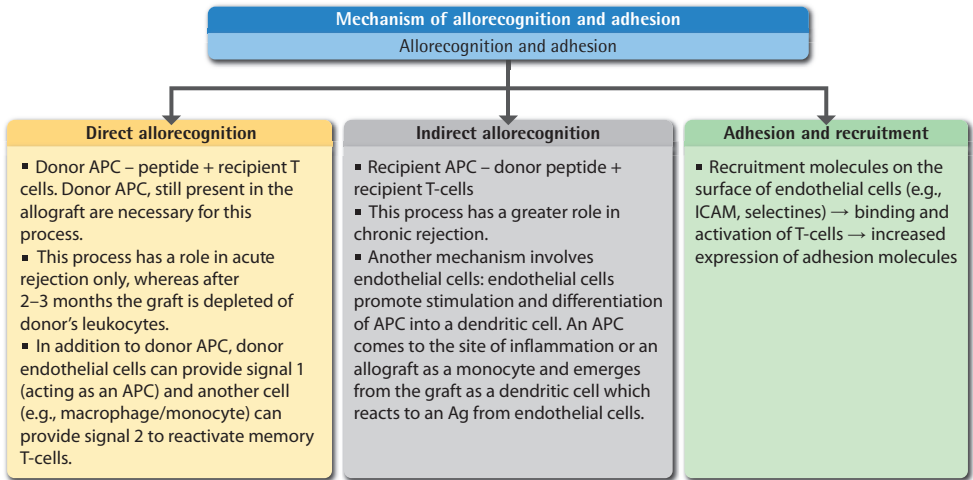 Mechanism of allorecognition and adhesion
Allorecognition and adhesion
Direct allorecognition
▪ Donor APC – peptide + recipient T
cells. Donor APC, still present in the
allograft are necessary for this
process.
▪ This process has a role in acute
rejection only, whereas after
2–3 months the graft is depleted of
donor's leukocytes.
▪ In addition to donor APC, donor
endothelial cells can provide signal 1
(acting as an APC) and another cell
(e.g., macrophage/monocyte) can
provide signal 2 to reactivate memory
T-cells.
Indirect allorecognition
▪ Recipient APC – donor peptide +
recipient T-cells
▪ This process has a greater role in
chronic rejection.
▪ Another mechanism involves
endothelial cells: endothelial cells
promote stimulation and differentiation
of APC into a dendritic cell. An APC
comes to the site of inflammation or an
allograft as a monocyte and emerges
from the graft as a dendritic cell which
reacts to an Ag from endothelial cells.
Adhesion and recruitment
▪ Recruitment molecules on the
surface of endothelial cells (e.g.,
ICAM, selectines) → binding and
activation of T-cells → increased
expression of adhesion molecules